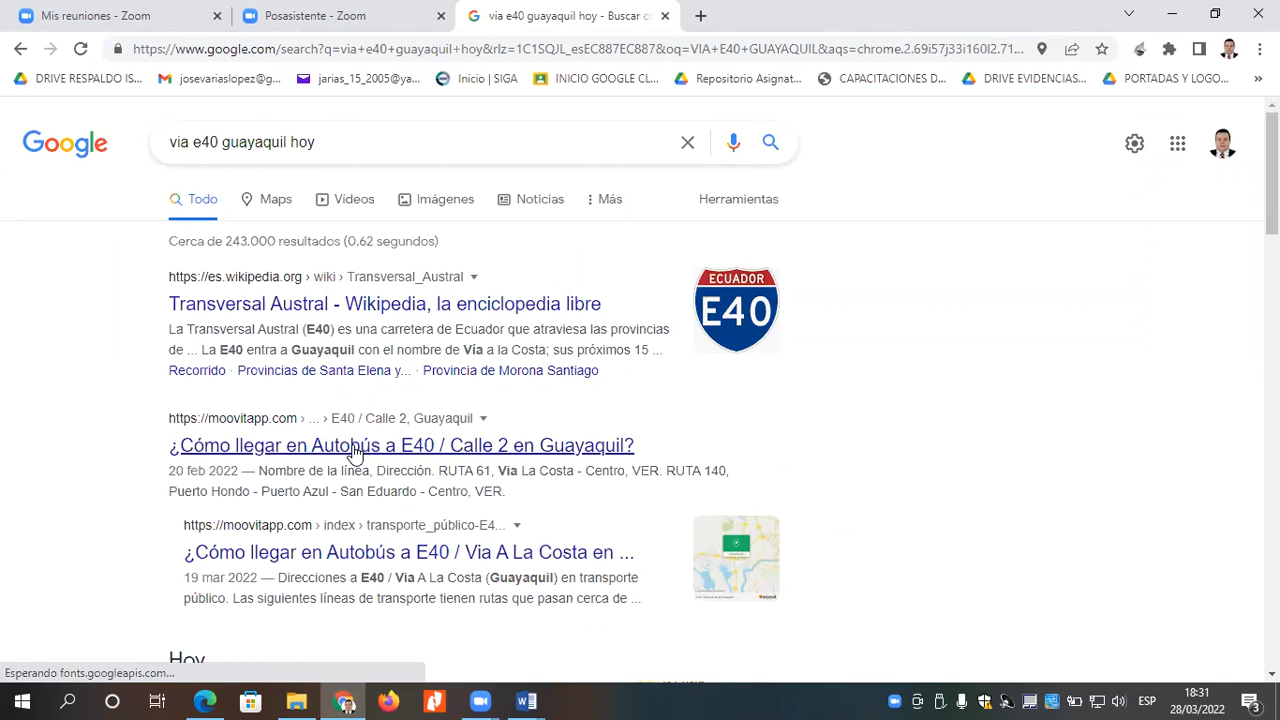 Mis reuniones - Zoom
Posasistente - Zoom
via e40 guayaquil hoy - Buscar co
https://www.google.com/search?q=via+e40+guayaquil+hoy&rlz=1C1SQJL_esEC887EC887&oq=VIA+E40+GUAYAQUIL&aqs=chrome.2.69i57j33i160l2.71...
DRIVE RESPALDO IS...
josevariaslopez@g...
jarias_15_2005@ya...
Inicio | SIGA
INICIO GOOGLE CL...
Repositorio Asignat...
CAPACITACIONES D...
DRIVE EVIDENCIAS...
PORTADAS Y LOGO...
»
Google
via e40 guayaquil hoy
Todo
Maps
Videos
Imágenes
Noticias
Más
Herramientas
Cerca de 243.000 resultados (0,62 segundos)
https://es.wikipedia.org › wiki › Transversal_Austral
Transversal Austral - Wikipedia, la enciclopedia libre
La Transversal Austral (E40) es una carretera de Ecuador que atraviesa las provincias
de ... La E40 entra a Guayaquil con el nombre de Vía a la Costa; sus próximos 15 ...
Recorrido · Provincias de Santa Elena y... · Provincia de Morona Santiago
ECUADOR
E40
https://moovitapp.com › ... › E40 / Calle 2, Guayaquil
¿Cómo llegar en Autobús a E40 / Calle 2 en Guayaquil?
20 feb 2022 — Nombre de la línea, Dirección. RUTA 61, Via La Costa - Centro, VER. RUTA 140,
Puerto Hondo - Puerto Azul - San Eduardo - Centro, VER.
https://moovitapp.com › index › transporte_público-E4...
¿Cómo llegar en Autobús a E40 / Via A La Costa en ...
19 mar 2022 — Direcciones a E40 / Via A La Costa (Guayaquil) en transporte
público. Las siguientes líneas de transporte tienen rutas que pasan cerca de ...
Hoy
Esperando fonts.googleapis.com...
ESP
18:31
28/03/2022
3